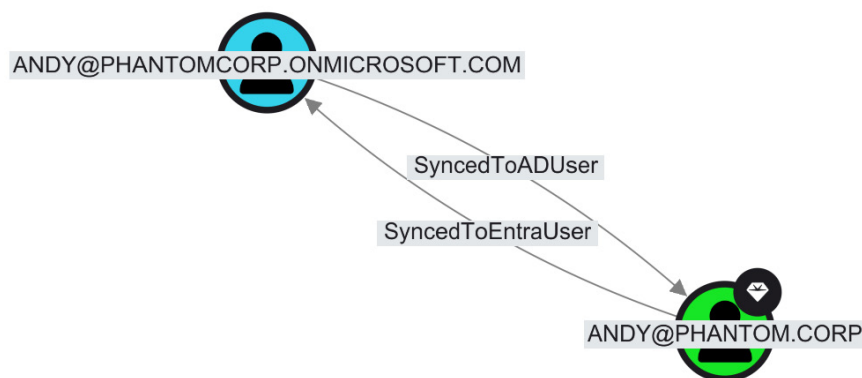 ANDY@PHANTOMCORP.ONMICROSOFT.COM
SyncedToADUser
SyncedToEntraUser
ANDY@PHANTOM.CORP